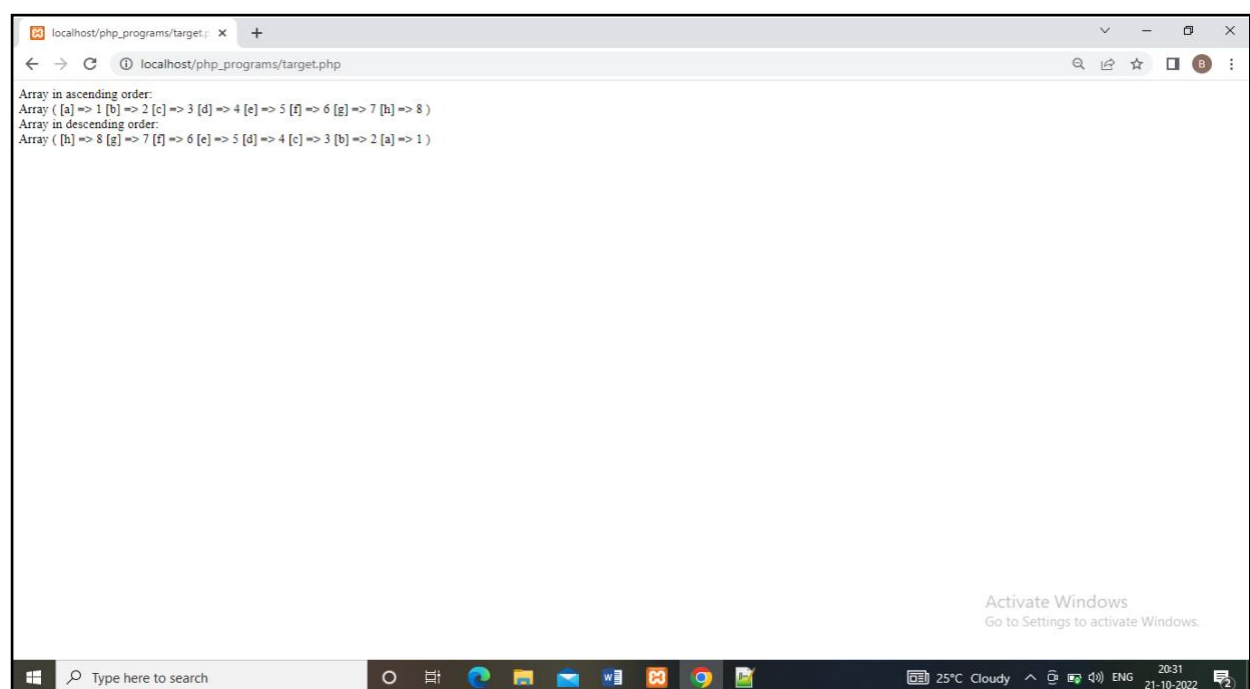 localhost/php_programs/target.p
localhost/php_programs/target.php
B
Array in ascending order:
Array ( [a] => 1 [b] => 2 [c] => 3 [d] => 4 [e] => 5 [f] => 6 [g] => 7 [h] => 8 )
Array in descending order:
Array ( [h] => 8 [g] => 7 [f] => 6 [e] => 5 [d] => 4 [c] => 3 [b] => 2 [a] => 1 )
Activate Windows
Go to Settings to activate Windows.
Type here to search
25°C Cloudy
ENG
20:31
21-10-2022
2